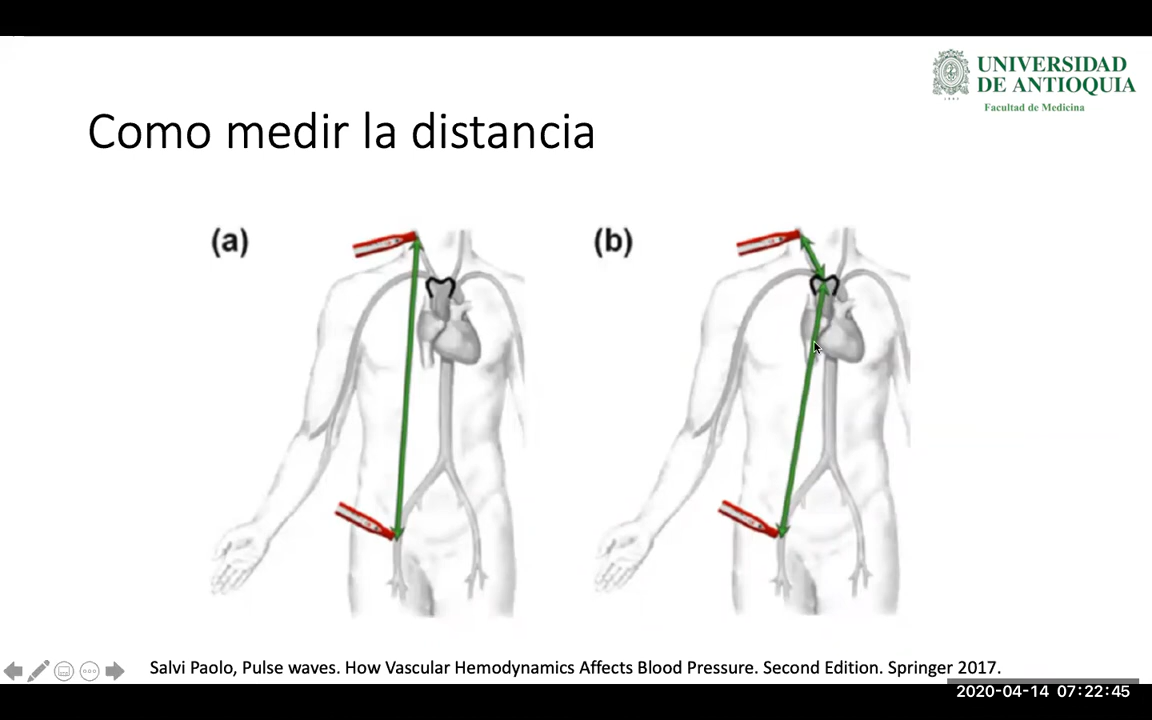 UNIVERSIDAD
DE ANTIOQUIA
Facultad de Medicina
Como medir la distancia
(a)
(b)
Salvi Paolo, Pulse waves. How Vascular Hemodynamics Affects Blood Pressure. Second Edition. Springer 2017.
2020-04-14 07:22:45